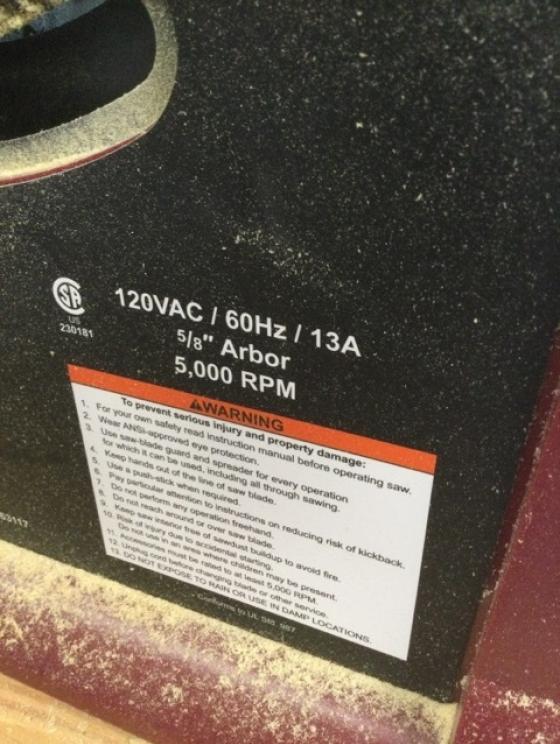 SA
US
230181
120VAC / 60Hz / 13A
5/8" Arbor
5,000 RPM
WARNING
To prevent serious injury and property damage:
1. For your own safety read instruction manual before operating saw.
2. Wear ANSI-approved eye protection.
3. Use saw-blade guard and spreader for every operation
for which it can be used, including all through sawing.
4. Keep hands out of the line of saw blade.
5. Use a push-stick when required.
6. Pay particular attention to instructions on reducing risk of kickback.
7. Do not perform any operation freehand.
8. Do not reach around or over saw blade.
9. Keep saw interior free of sawdust buildup to avoid fire.
10. Risk of injury due to accidental starting.
Do not use in an area where children may be present.
11. Accessories must be rated to at least 5,000 RPM.
12. Unplug cord before changing blade or other service.
13. DO NOT EXPOSE TO RAIN OR USE IN DAMP LOCATIONS.
Conforms to UL Std. 987
63117